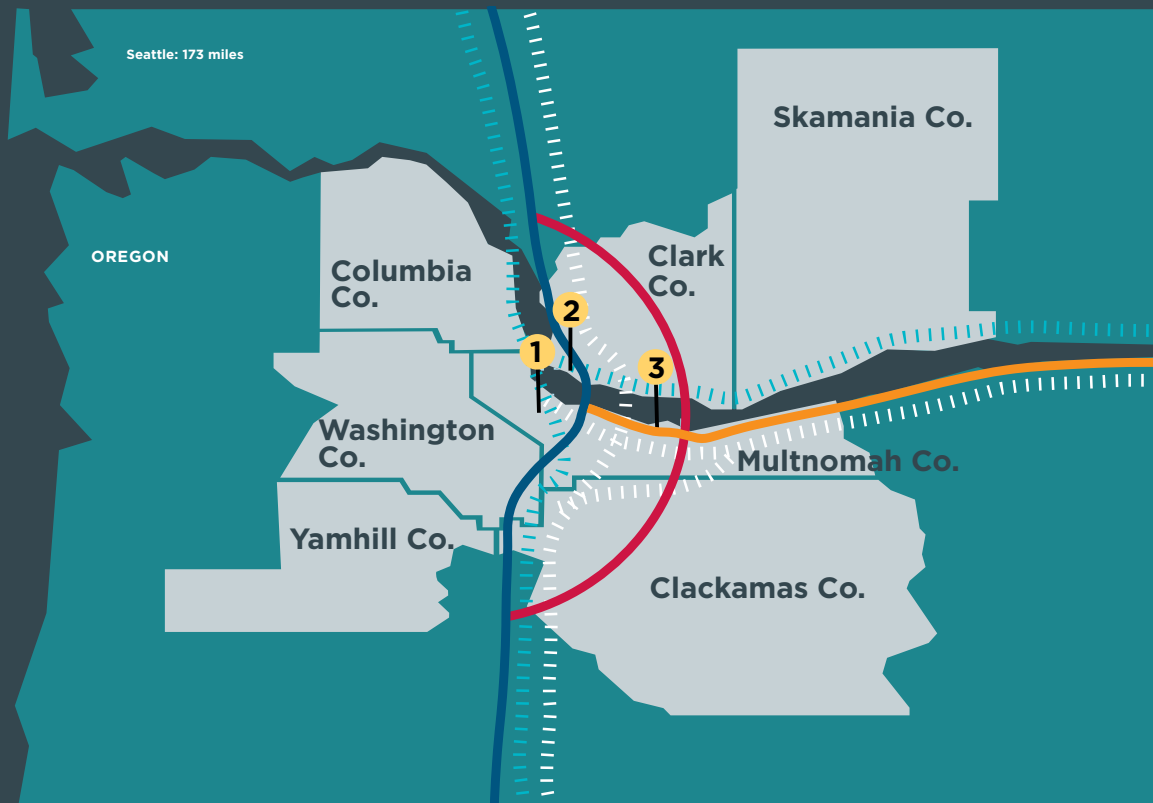 Seattle: 173 miles
Skamania Co.
OREGON
Clark
Co.
Columbia
Co.
2
1
3
Washington
Co.
Multnomah Co.
Yamhill Co.
Clackamas Co.